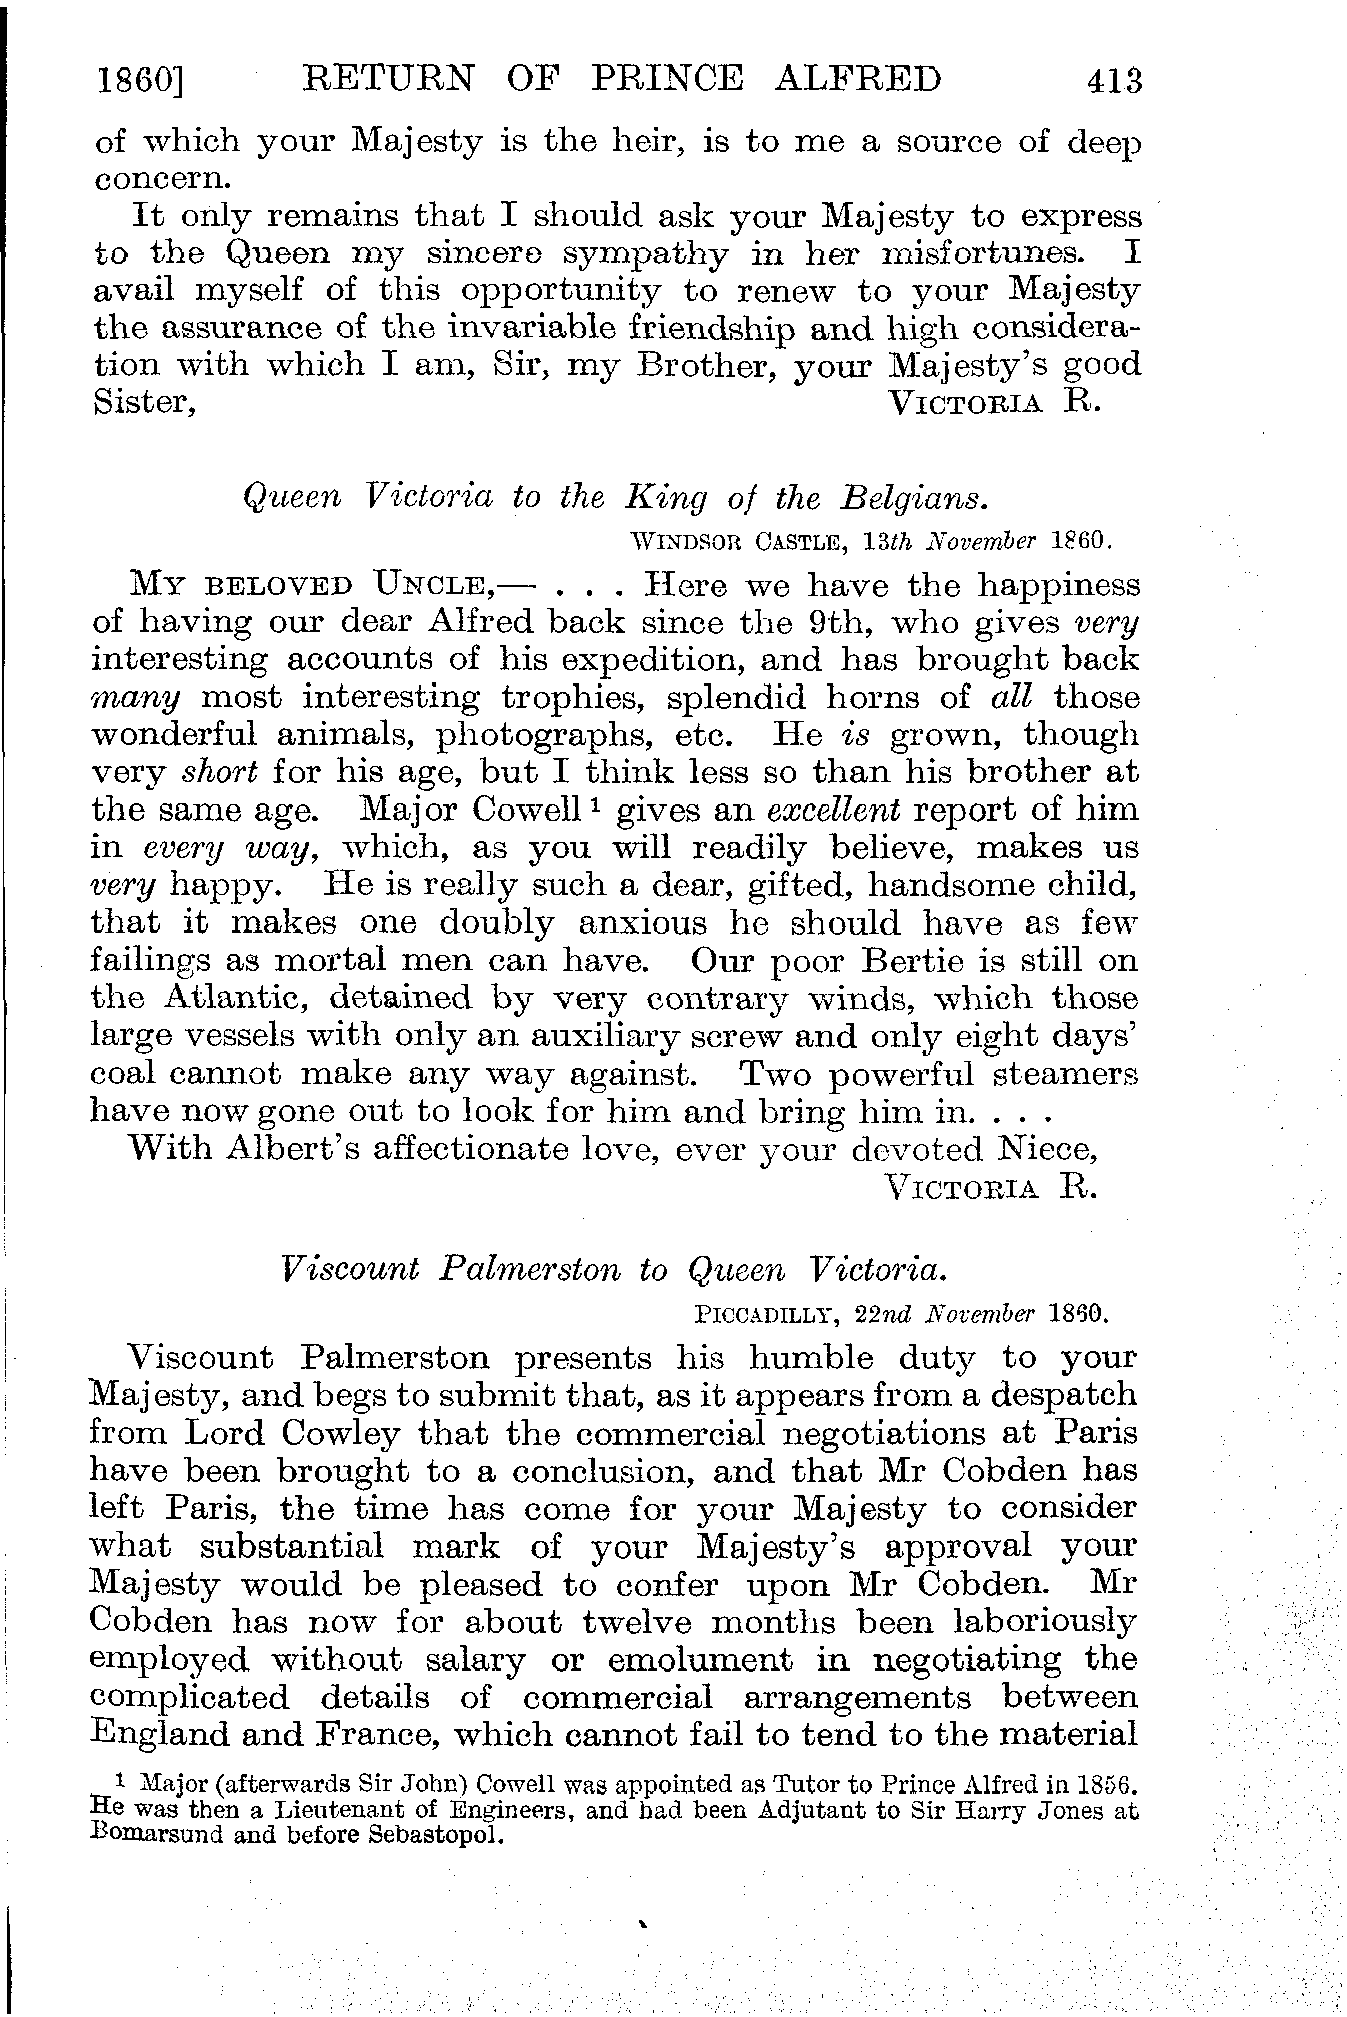 1860] RETURN OF PRINCE ALFRED 413
of which your Majesty is the heir, is to me a source of deep
concern.
It only remains that I should ask your Majesty to express
to the Queen my sincere sympathy in her misfortunes. I
avail myself of this opportunity to renew to your Majesty
the assurance of the invariable friendship and high considera-
tion with which I am, Sir, my Brother, your Majesty's good
Sister, VICTORIA R.
Queen Victoria to the King of the Belgians.
WINDSOR CASTLE, 13th November 1860.
MY BELOVED UNCLE,— . . . Here we have the happiness
of having our dear Alfred back since the 9th, who gives very
interesting accounts of his expedition, and has brought back
many most interesting trophies, splendid horns of all those
wonderful animals, photographs, etc. He is grown, though
very short for his age, but I think less so than his brother at
the same age. Major Cowell ¹ gives an excellent report of him
in every way, which, as you will readily believe, makes us
very happy. He is really such a dear, gifted, handsome child,
that it makes one doubly anxious he should have as few
failings as mortal men can have. Our poor Bertie is still on
the Atlantic, detained by very contrary winds, which those
large vessels with only an auxiliary screw and only eight days'
coal cannot make any way against. Two powerful steamers
have now gone out to look for him and bring him in. . . .
With Albert's affectionate love, ever your devoted Niece,
VICTORIA R.
Viscount Palmerston to Queen Victoria.
PICCADILLY, 22nd November 1860.
Viscount Palmerston presents his humble duty to your
Majesty, and begs to submit that, as it appears from a despatch
from Lord Cowley that the commercial negotiations at Paris
have been brought to a conclusion, and that Mr Cobden has
left Paris, the time has come for your Majesty to consider
what substantial mark of your Majesty's approval your
Majesty would be pleased to confer upon Mr Cobden. Mr
Cobden has now for about twelve months been laboriously
employed without salary or emolument in negotiating the
complicated details of commercial arrangements between
England and France, which cannot fail to tend to the material
¹ Major (afterwards Sir John) Cowell was appointed as Tutor to Prince Alfred in 1856.
He was then a Lieutenant of Engineers, and had been Adjutant to Sir Harry Jones at
Bomarsund and before Sebastopol.